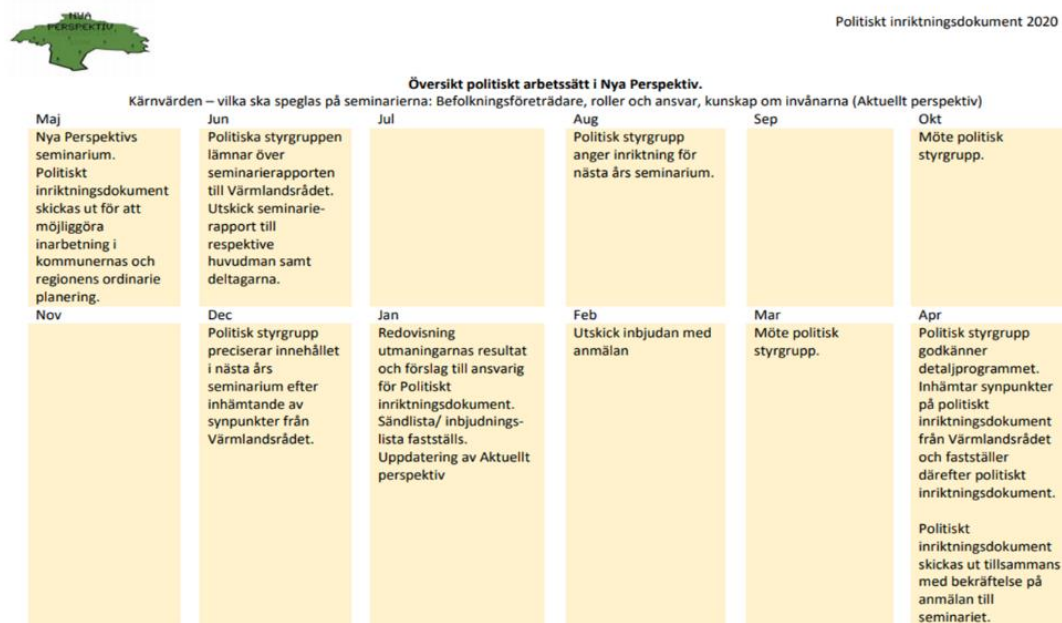 NYA
PERSPEKTIV
Politiskt inriktningsdokument 2020
Översikt politiskt arbetssätt i Nya Perspektiv.
Kärnvärden – vilka ska speglas på seminarierna: Befolkningsföreträdare, roller och ansvar, kunskap om invånarna (Aktuellt perspektiv)
Maj
Nya Perspektivs
seminarium.
Politiskt
inriktningsdokument
skickas ut för att
möjliggöra
inarbetning i
kommunernas och
regionens ordinarie
planering.
Jun
Politiska styrgruppen
lämnar över
seminarierapporten
till Värmlandsrådet.
Utskick seminarie-
rapport till
respektive
huvudman samt
deltagarna.
Jul
Aug
Politisk styrgrupp
anger inriktning för
nästa års seminarium.
Sep
Okt
Möte politisk
styrgrupp.
Nov
Dec
Politisk styrgrupp
preciserar innehållet
i nästa års
seminarium efter
inhämtande av
synpunkter från
Värmlandsrådet.
Jan
Redovisning
utmaningarnas resultat
och förslag till ansvarig
för Politiskt
inriktningsdokument.
Sändlista/ inbjudnings-
lista fastställs.
Uppdatering av Aktuellt
perspektiv
Feb
Utskick inbjudan med
anmälan
Mar
Möte politisk
styrgrupp.
Apr
Politisk styrgrupp
godkänner
detaljprogrammet.
Inhämtar synpunkter
på politiskt
inriktningsdokument
från Värmlandsrådet
och fastställer
därefter politiskt
inriktningsdokument.
Politiskt
inriktningsdokument
skickas ut tillsammans
med bekräftelse på
anmälan till
seminariet.